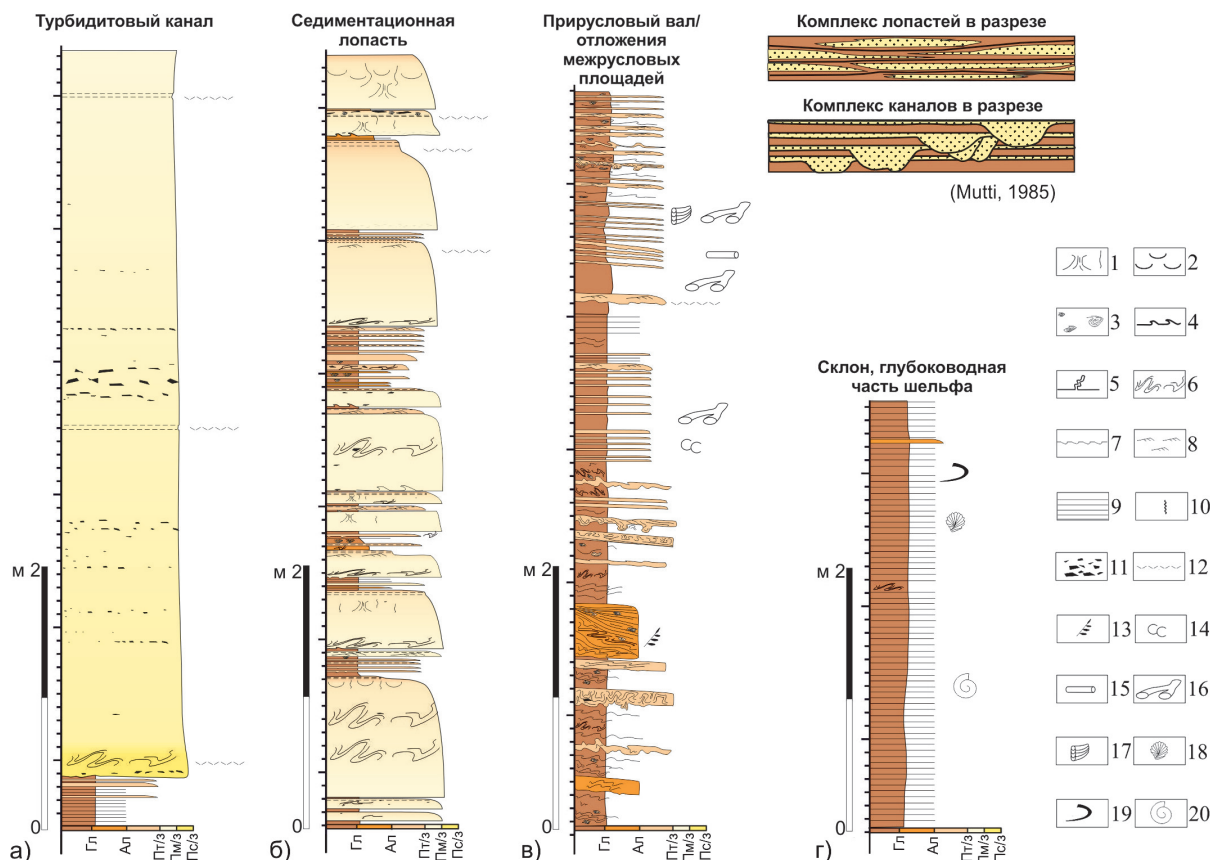 Турбидитовый канал
Седиментационная
лопасть
Прирусловый вал/
отложения
межрусловых
площадей
Комплекс лопастей в разрезе
Комплекс каналов в разрезе
(Mutti, 1985)
Склон, глубоководная
часть шельфа
1
2
3
4
5
6
7
8
9
10
11
12
13
14
15
16
17
18
19
20
м 2
0
а)
Гл
Ал
Пт/з
Пм/з
Пс/з
м 2
0
б)
Гл
Ал
Пт/з
Пм/з
Пс/з
м 2
0
в)
Гл
Ал
Пт/з
Пм/з
Пс/з
м 2
0
г)
Гл
Ал
Пт/з
Пм/з
Пс/з